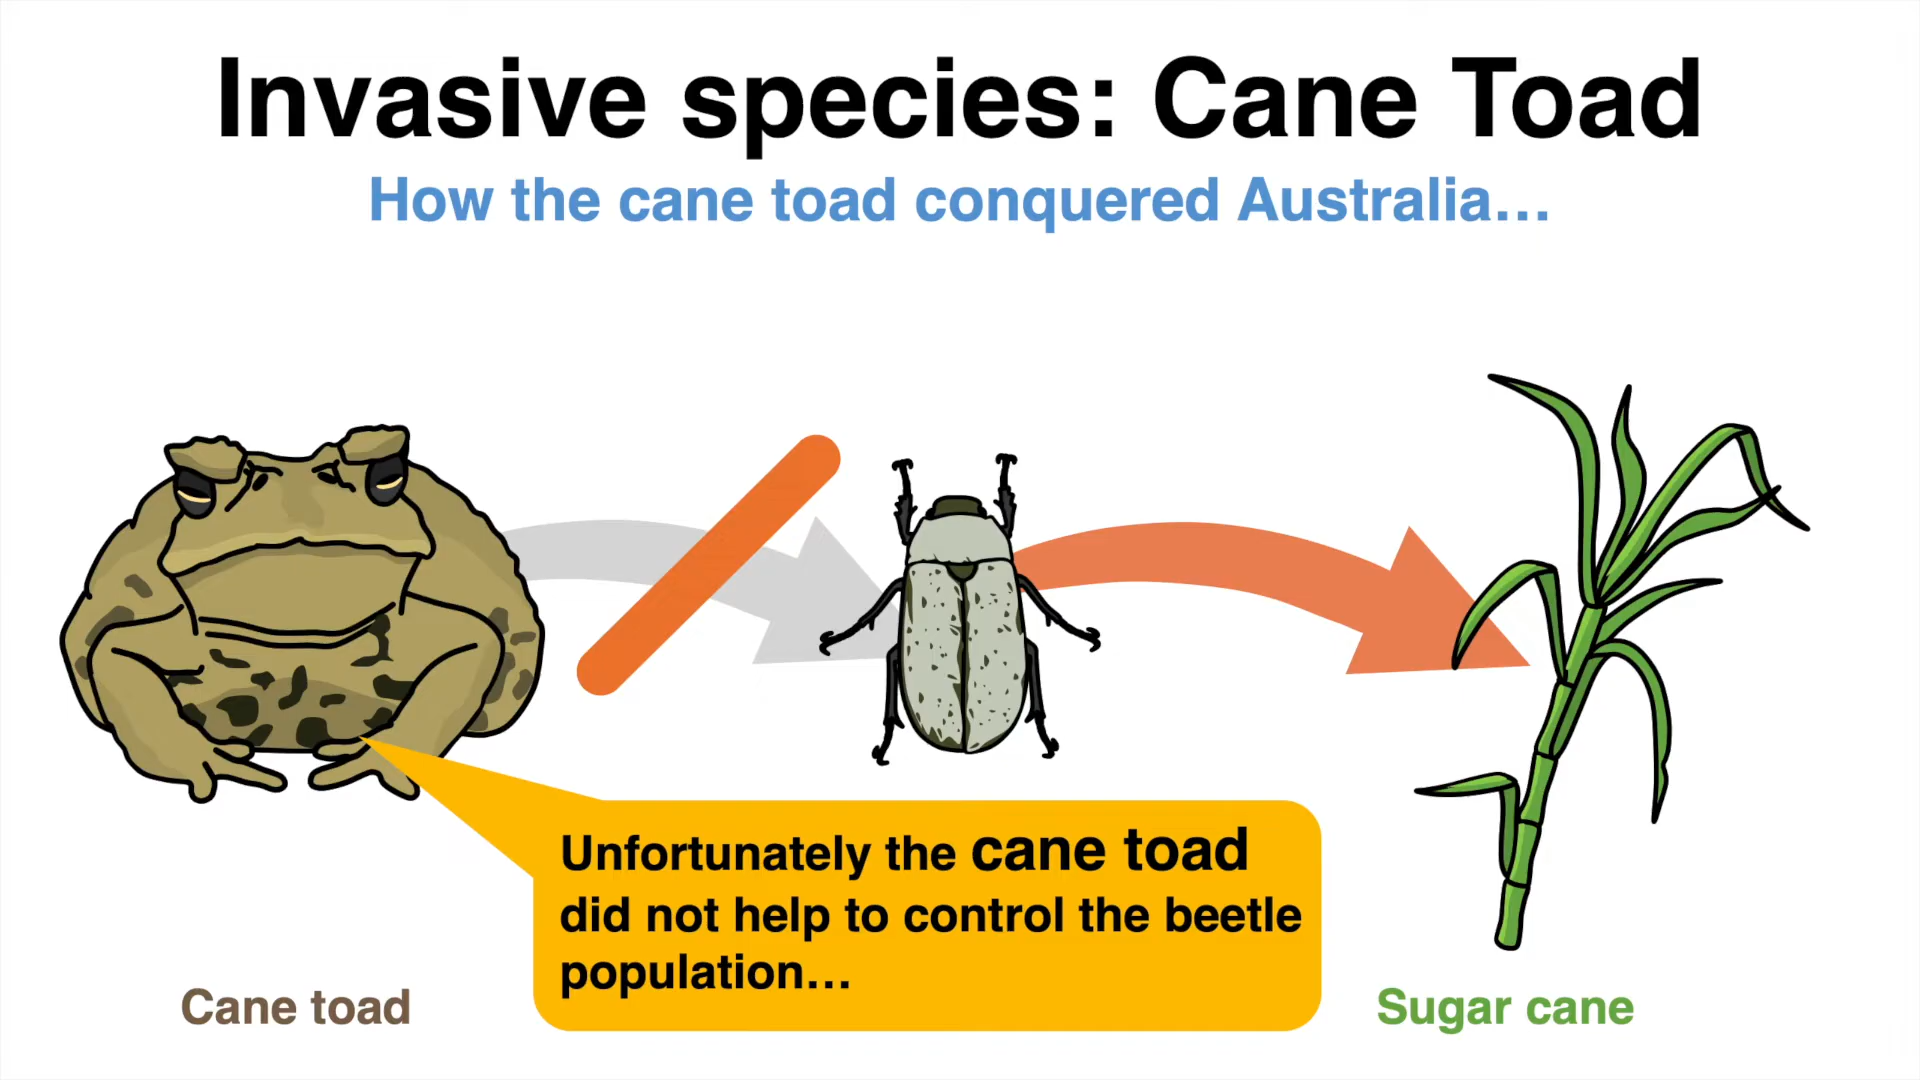 Invasive species: Cane Toad
How the cane toad conquered Australia...
Unfortunately the cane toad
did not help to control the beetle
population...
Cane toad
Sugar cane